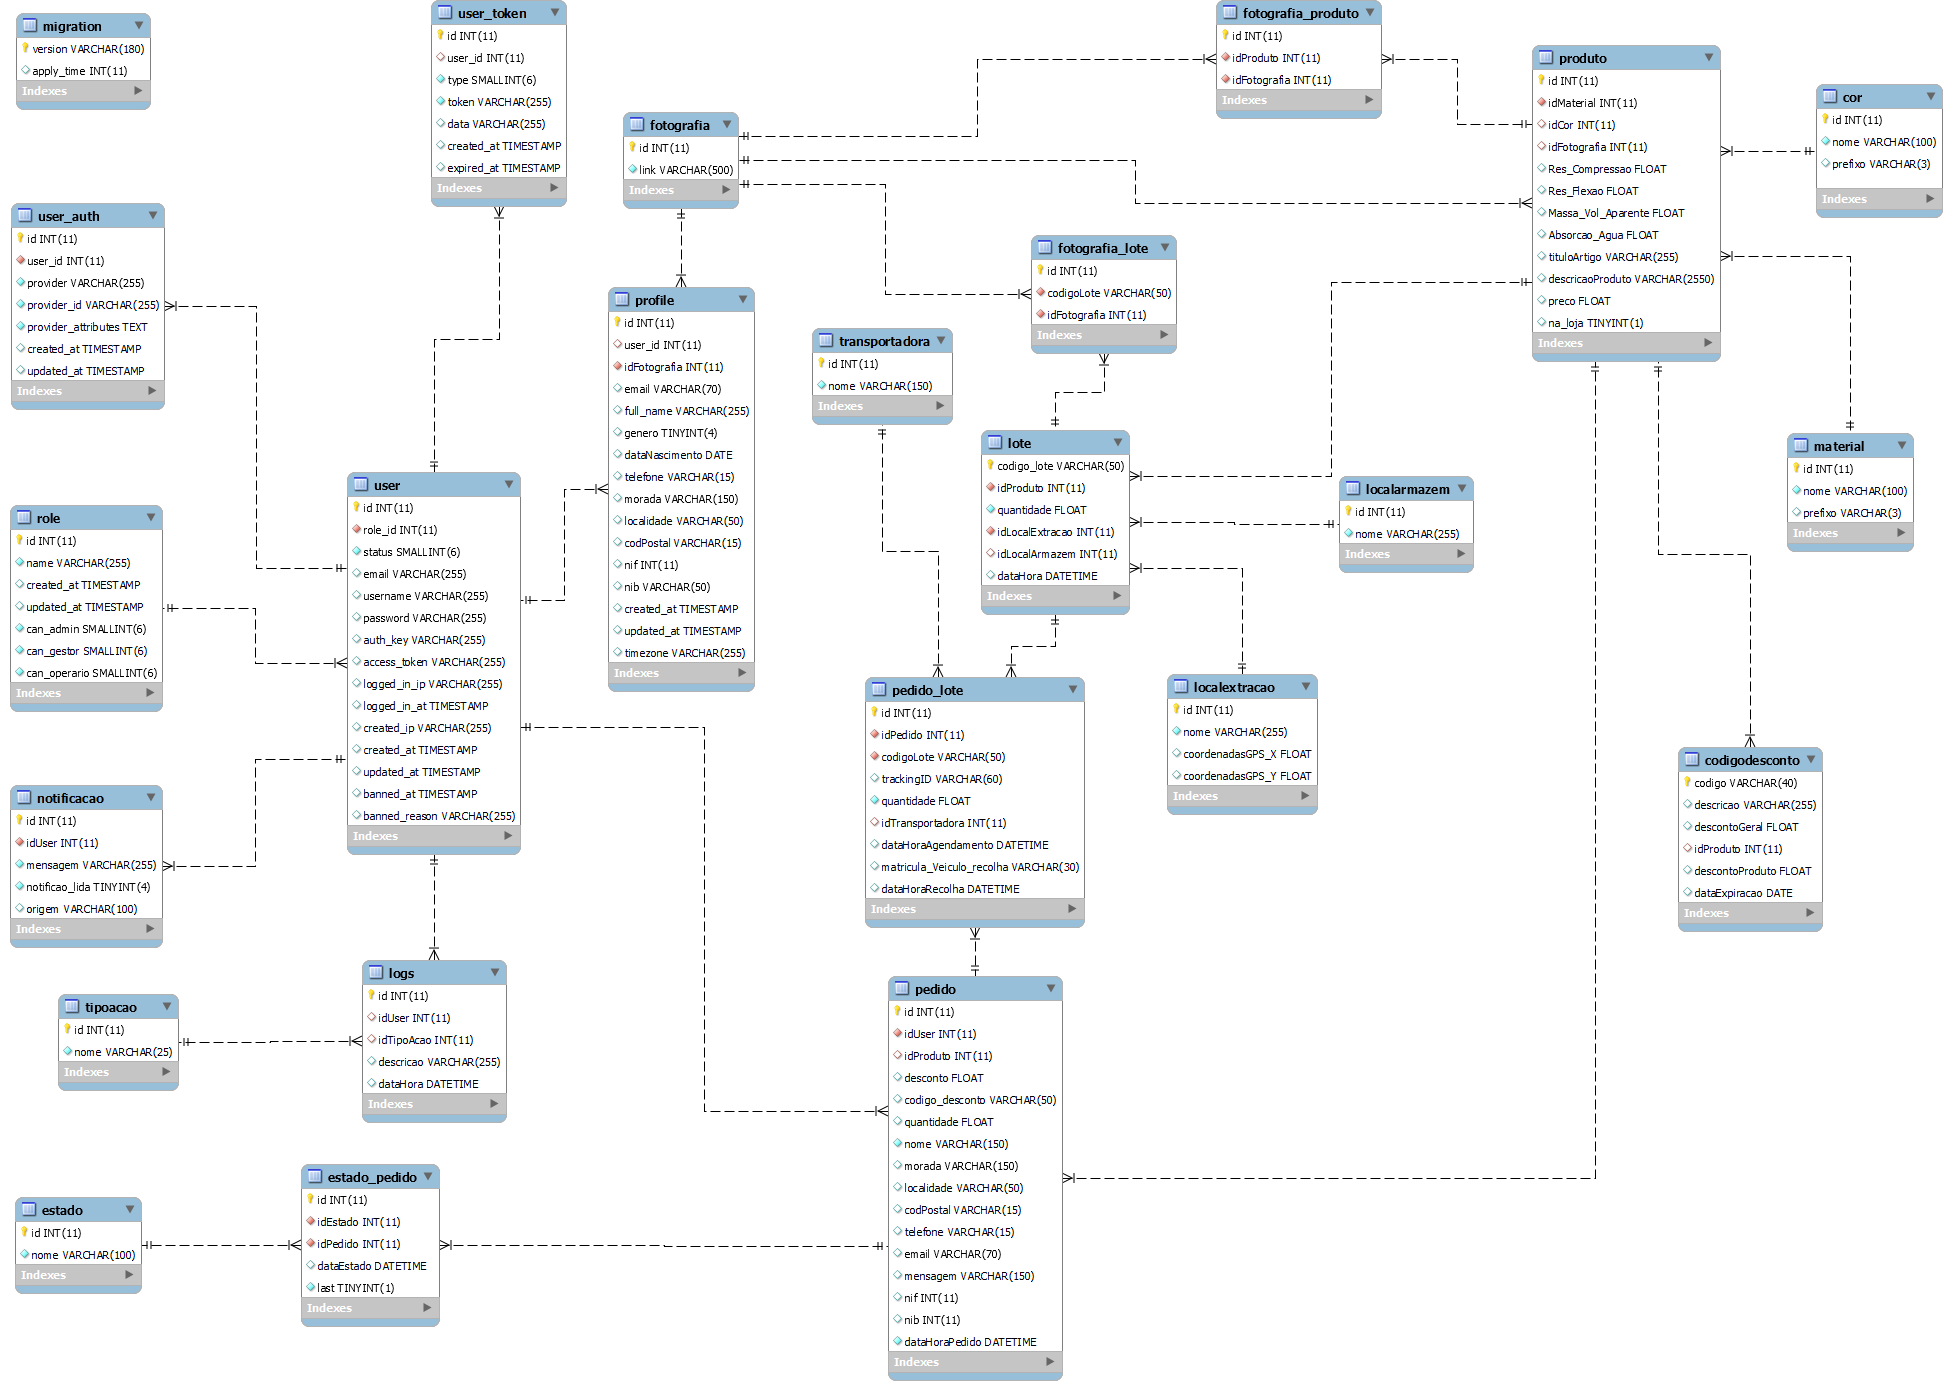 migration
version VARCHAR(180)
apply_time INT(11)
Indexes
user_token
id INT(11)
user_id INT(11)
type SMALLINT(6)
token VARCHAR(255)
data VARCHAR(255)
created_at TIMESTAMP
expired_at TIMESTAMP
Indexes
fotografia_produto
id INT(11)
idProduto INT(11)
idFotografia INT(11)
Indexes
produto
id INT(11)
idMaterial INT(11)
idCor INT(11)
idFotografia INT(11)
Res_Compressao FLOAT
Res_Flexao FLOAT
Massa_Vol_Aparente FLOAT
Absorcao_Agua FLOAT
tituloArtigo VARCHAR(255)
descricaoProduto VARCHAR(2550)
preco FLOAT
na_loja TINYINT(1)
Indexes
cor
id INT(11)
nome VARCHAR(100)
prefixo VARCHAR(3)
Indexes
fotografia
id INT(11)
link VARCHAR(500)
Indexes
user_auth
id INT(11)
user_id INT(11)
provider VARCHAR(255)
provider_id VARCHAR(255)
provider_attributes TEXT
created_at TIMESTAMP
updated_at TIMESTAMP
Indexes
fotografia_lote
id INT(11)
codigoLote VARCHAR(50)
idFotografia INT(11)
Indexes
profile
id INT(11)
user_id INT(11)
idFotografia INT(11)
email VARCHAR(70)
full_name VARCHAR(255)
genero TINYINT(4)
dataNascimento DATE
telefone VARCHAR(15)
morada VARCHAR(150)
localidade VARCHAR(50)
codPostal VARCHAR(15)
nif INT(11)
nib VARCHAR(50)
created_at TIMESTAMP
updated_at TIMESTAMP
timezone VARCHAR(255)
Indexes
transportadora
id INT(11)
nome VARCHAR(150)
Indexes
lote
codigo_lote VARCHAR(50)
idProduto INT(11)
quantidade FLOAT
idLocalExtracao INT(11)
idLocalArmazem INT(11)
dataHora DATETIME
Indexes
material
id INT(11)
nome VARCHAR(100)
prefixo VARCHAR(3)
Indexes
localarmazem
id INT(11)
nome VARCHAR(255)
Indexes
user
id INT(11)
role_id INT(11)
status SMALLINT(6)
email VARCHAR(255)
username VARCHAR(255)
password VARCHAR(255)
auth_key VARCHAR(255)
access_token VARCHAR(255)
logged_in_ip VARCHAR(255)
logged_in_at TIMESTAMP
created_ip VARCHAR(255)
created_at TIMESTAMP
updated_at TIMESTAMP
banned_at TIMESTAMP
banned_reason VARCHAR(255)
Indexes
role
id INT(11)
name VARCHAR(255)
created_at TIMESTAMP
updated_at TIMESTAMP
can_admin SMALLINT(6)
can_gestor SMALLINT(6)
can_operario SMALLINT(6)
Indexes
pedido_lote
id INT(11)
idPedido INT(11)
codigoLote VARCHAR(50)
trackingID VARCHAR(60)
quantidade FLOAT
idTransportadora INT(11)
dataHoraAgendamento DATETIME
matricula_Veiculo_recolha VARCHAR(30)
dataHoraRecolha DATETIME
Indexes
localextracao
id INT(11)
nome VARCHAR(255)
coordenadasGPS_X FLOAT
coordenadasGPS_Y FLOAT
Indexes
codigodesconto
codigo VARCHAR(40)
descricao VARCHAR(255)
descontoGeral FLOAT
idProduto INT(11)
descontoProduto FLOAT
dataExpiracao DATE
Indexes
notificacao
id INT(11)
idUser INT(11)
mensagem VARCHAR(255)
notificao_lida TINYINT(4)
origem VARCHAR(100)
Indexes
logs
id INT(11)
idUser INT(11)
idTipoAcao INT(11)
descricao VARCHAR(255)
dataHora DATETIME
Indexes
tipoacao
id INT(11)
nome VARCHAR(25)
Indexes
pedido
id INT(11)
idUser INT(11)
idProduto INT(11)
desconto FLOAT
codigo_desconto VARCHAR(50)
quantidade FLOAT
nome VARCHAR(150)
morada VARCHAR(150)
localidade VARCHAR(50)
codPostal VARCHAR(15)
telefone VARCHAR(15)
email VARCHAR(70)
mensagem VARCHAR(150)
nif INT(11)
nib INT(11)
dataHoraPedido DATETIME
Indexes
estado_pedido
id INT(11)
idEstado INT(11)
idPedido INT(11)
dataEstado DATETIME
last TINYINT(1)
Indexes
estado
id INT(11)
nome VARCHAR(100)
Indexes